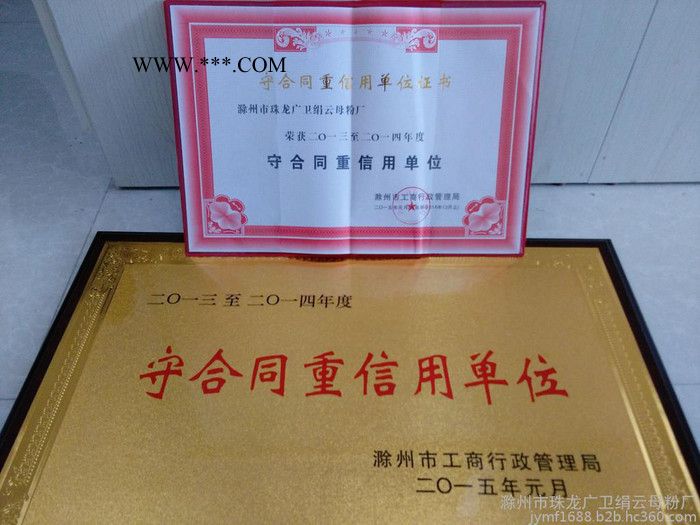 WWW.***.COM
守合同重信用单位证书
滁州市珠龙广卫绢云母粉厂
荣获二〇一三至二〇一四年度
守合同重信用单位
滁州市工商行政管理局
二〇一三至二〇一四年度
守合同重信用单位
滁州市工商行政管理局
二〇一五年元月
滁州市珠龙广卫绢云母粉厂
jymf1688.b2b.hc360.com